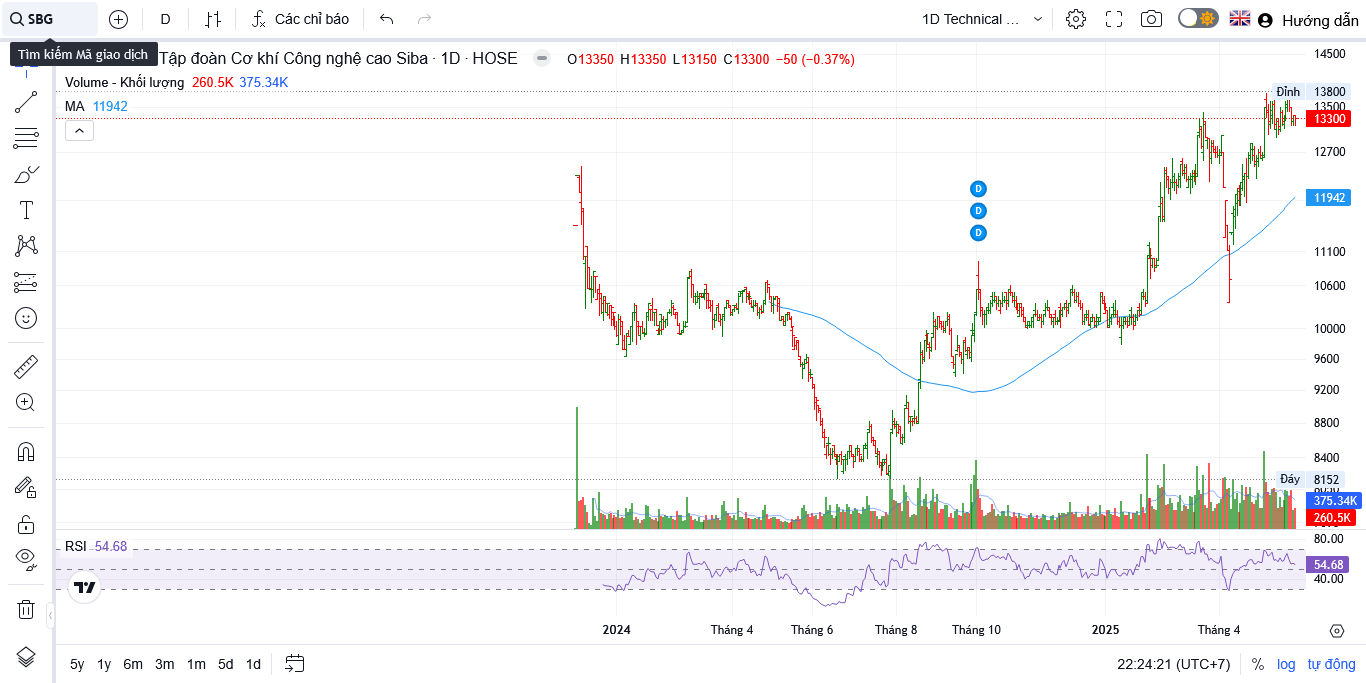 SBG
D
Các chỉ báo
1D Technical ...
Hướng dẫn
Tìm kiếm Mã giao dịch
Tập đoàn Cơ khí Công nghệ cao Siba · 1D · HOSE
O13350 H13350 L13150 C13300 −50 (−0.37%)
Volume - Khối lượng 260.5K 375.34K
MA 11942
14500
Đỉnh 13800
13500
13300
12700
11942
11100
10600
10000
9600
9200
8800
8400
Đáy 8152
375.34K
260.5K
D
D
D
RSI 54.68
80.00
54.68
40.00
2024 Tháng 4 Tháng 6 Tháng 8 Tháng 10 2025 Tháng 4
5y 1y 6m 3m 1m 5d 1d
22:24:21 (UTC+7) % log tự động